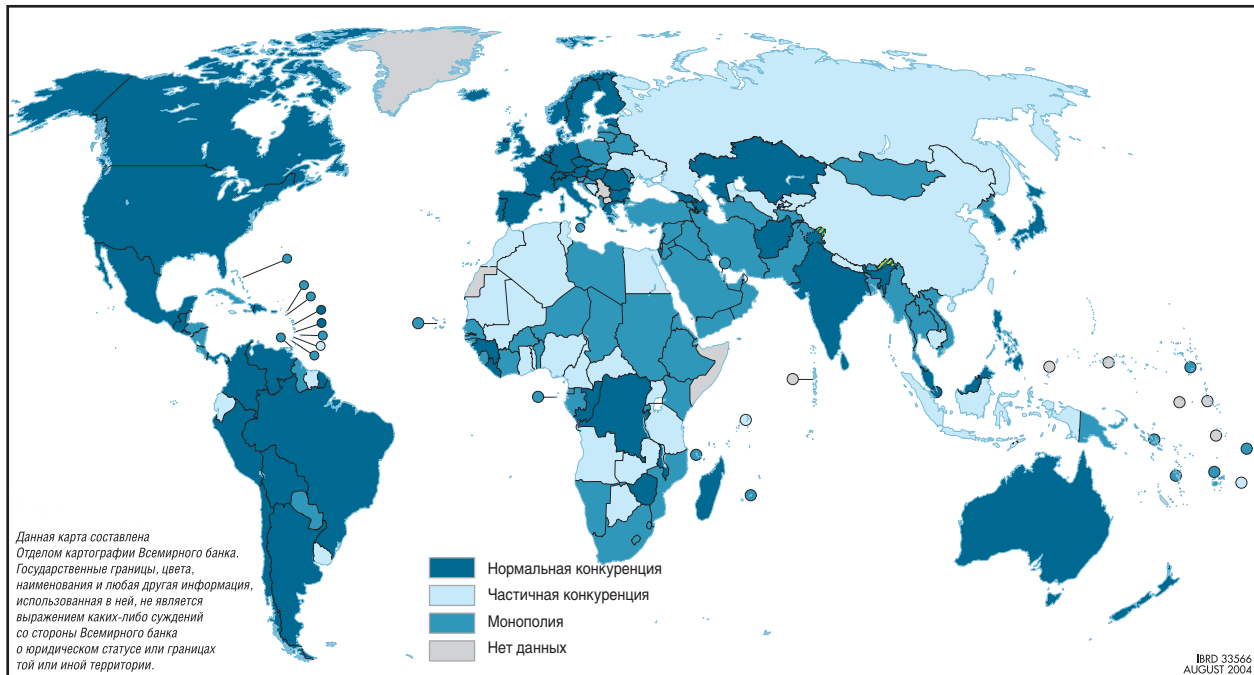 Данная карта составлена
Отделом картографии Всемирного банка.
Государственные границы, цвета,
наименования и любая другая информация,
использованная в ней, не является
выражением каких-либо суждений
со стороны Всемирного банка
о юридическом статусе или границах
той или иной территории.
Нормальная конкуренция
Частичная конкуренция
Монополия
Нет данных
IBRD 33566
AUGUST 2004